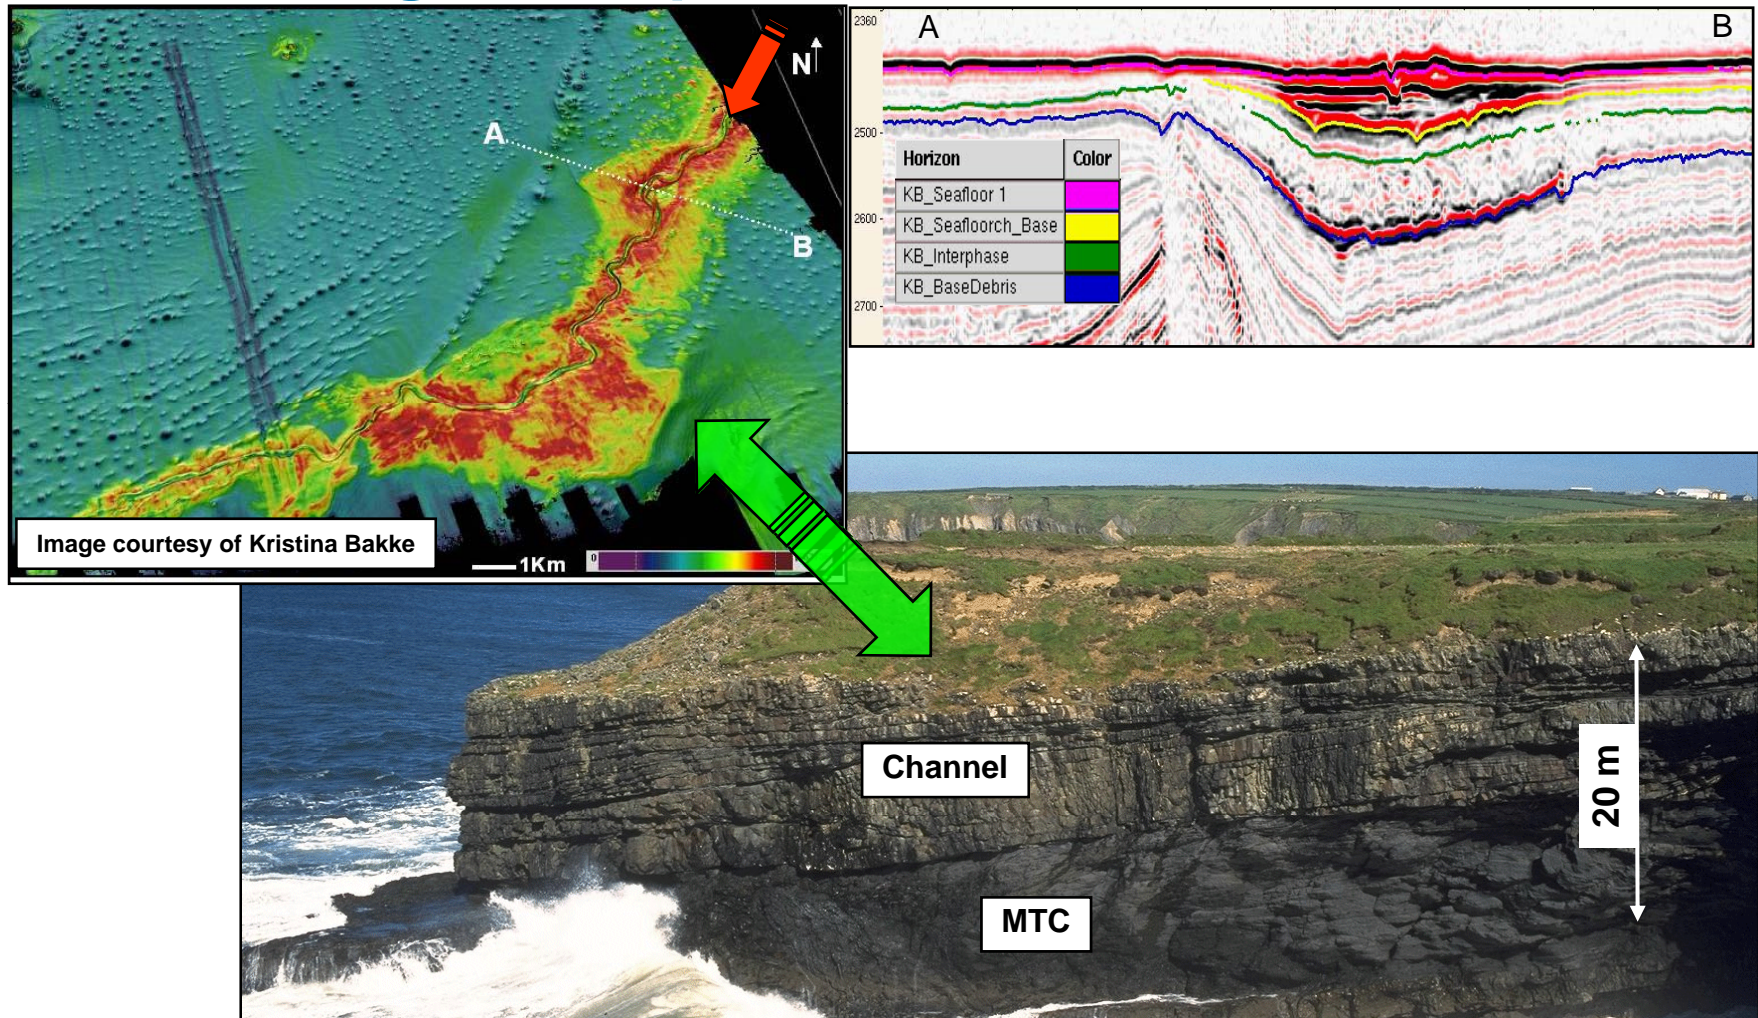 N
A
B
Image courtesy of Kristina Bakke
1Km
0
A
B
2360
2500
2600
2700
Horizon Color
KB_Seafloor 1
KB_Seafloorch_Base
KB_Interphase
KB_BaseDebris
Channel
MTC
20 m